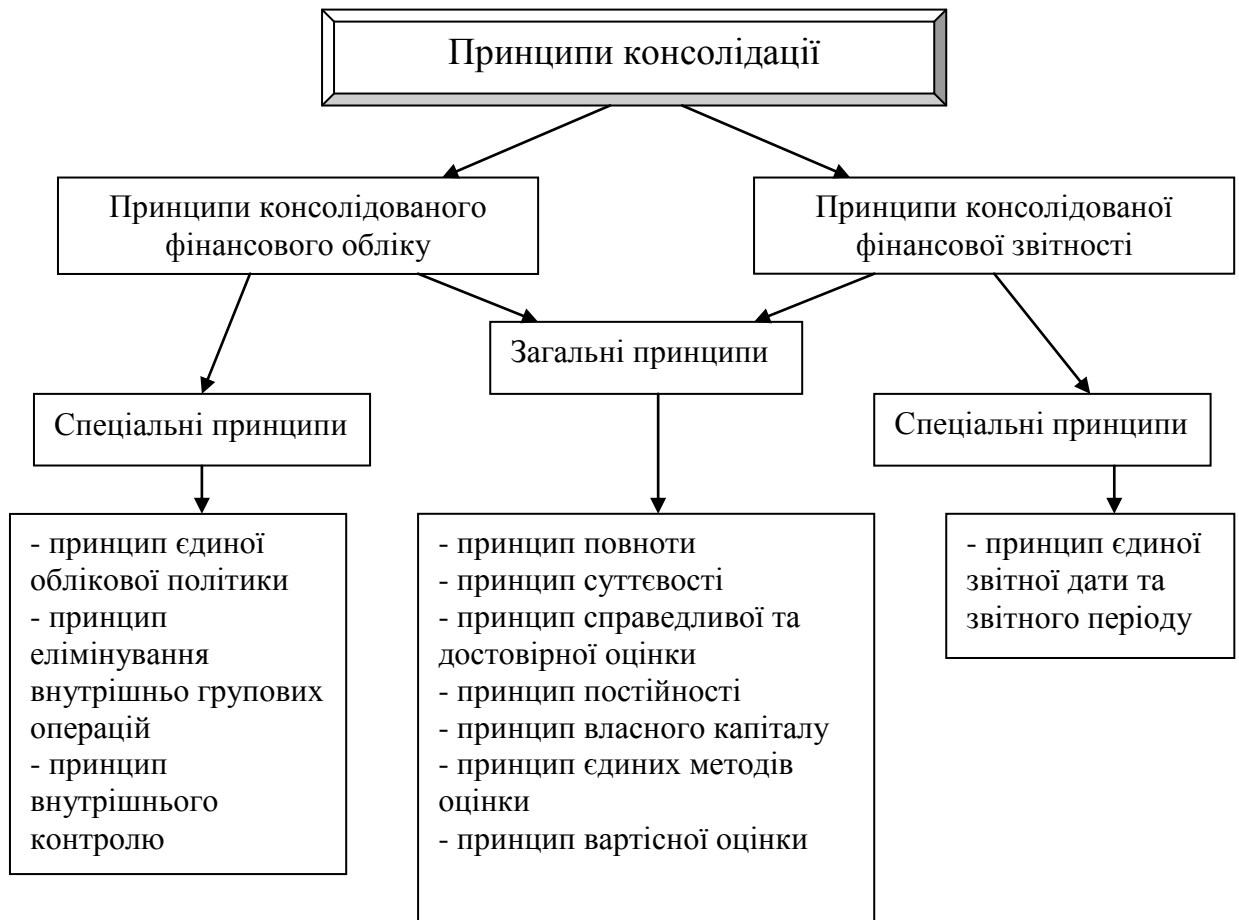 Принципи консолідації
Принципи консолідованого
фінансового обліку
Принципи консолідованої
фінансової звітності
Загальні принципи
Спеціальні принципи
Спеціальні принципи
- принцип єдиної
облікової політики
- принцип
елімінування
внутрішньо групових
операцій
- принцип
внутрішнього
контролю
- принцип повноти
- принцип суттєвості
- принцип справедливої та
достовірної оцінки
- принцип постійності
- принцип власного капіталу
- принцип єдиних методів
оцінки
- принцип вартісної оцінки
- принцип єдиної
звітної дати та
звітного періоду